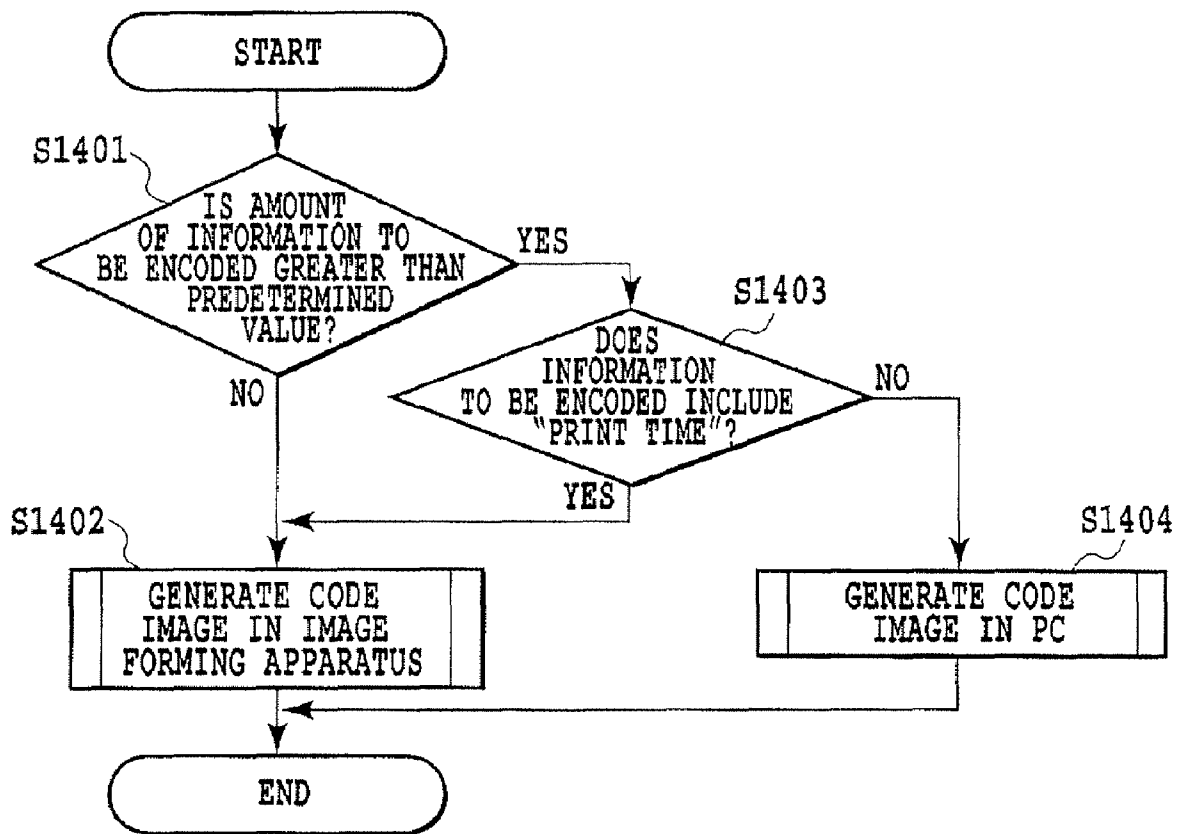 START
S1401
IS AMOUNT
OF INFORMATION TO
BE ENCODED GREATER THAN
PREDETERMINED
VALUE?
YES
NO
S1403
DOES
INFORMATION
TO BE ENCODED INCLUDE
"PRINT TIME"?
NO
YES
S1402
GENERATE CODE
IMAGE IN IMAGE
FORMING APPARATUS
S1404
GENERATE CODE
IMAGE IN PC
END